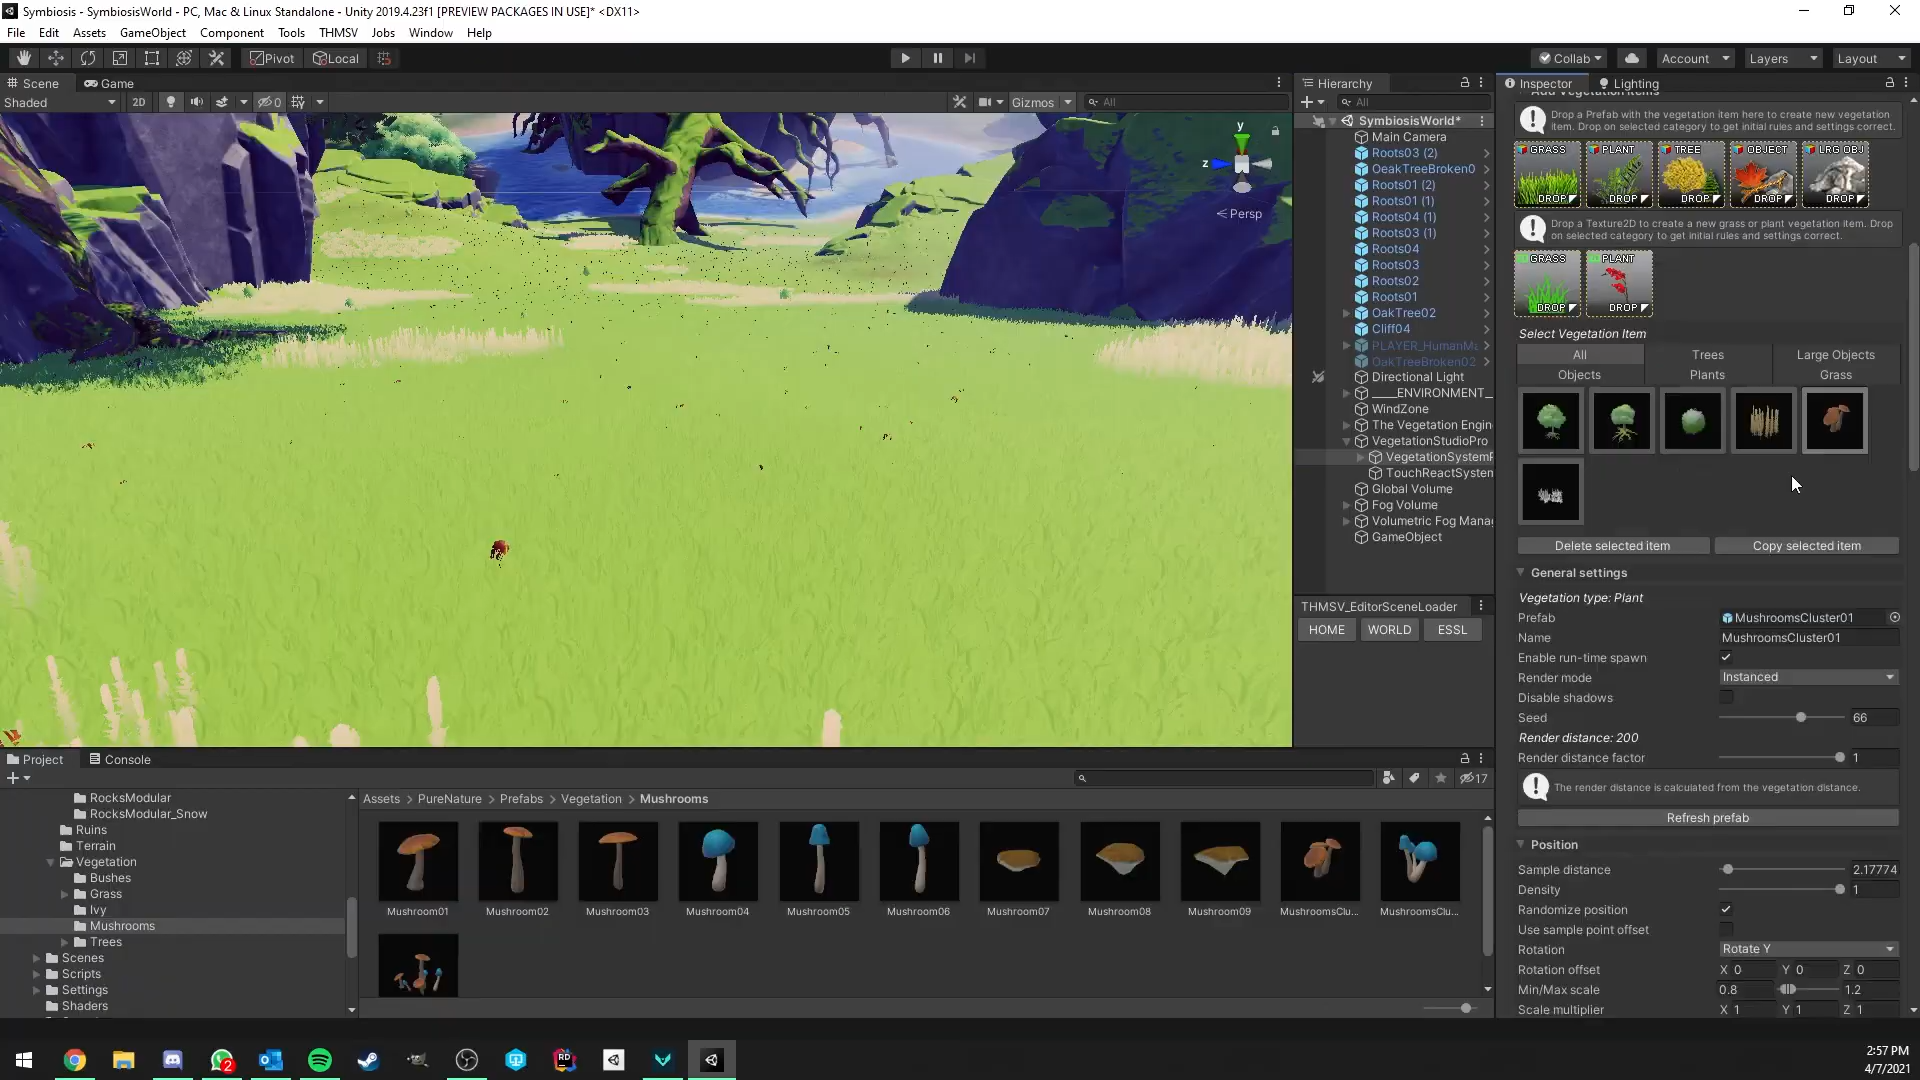 Symbiosis - SymbiosisWorld - PC, Mac & Linux Standalone - Unity 2019.4.23f1 [PREVIEW PACKAGES IN USE]* <DX11>
File Edit Assets GameObject Component Tools THMSV Jobs Window Help
Pivot Local Collab Account Layers Layout
Scene Game
Shaded 2D 0 Gizmos All
y
z
Persp
Hierarchy
All
SymbiosisWorld*
Main Camera
Roots03 (2)
OeakTreeBroken0
Roots01 (2)
Roots01 (1)
Roots04 (1)
Roots03 (1)
Roots04
Roots03
Roots02
Roots01
OakTree02
Cliff04
PLAYER_HumanMa
OakTreeBroken02
Directional Light
____ENVIRONMENT__
WindZone
The Vegetation Engin
VegetationStudioPro
VegetationSystemP
TouchReactSystem
Global Volume
Fog Volume
Volumetric Fog Manag
GameObject
THMSV_EditorSceneLoader
HOME WORLD ESSL
Inspector Lighting
Add Vegetation Items
Drop a Prefab with the vegetation item here to create new vegetation
item. Drop on selected category to get initial rules and settings correct.
GRASS PLANT TREE OBJECT LRG OBJ
DROP DROP DROP DROP DROP
Drop a Texture2D to create a new grass or plant vegetation item. Drop
on selected category to get initial rules and settings correct.
GRASS PLANT
DROP DROP
Select Vegetation Item
All Trees Large Objects
Objects Plants Grass
Delete selected item Copy selected item
General settings
Vegetation type: Plant
Prefab MushroomsCluster01
Name MushroomsCluster01
Enable run-time spawn
Render mode Instanced
Disable shadows
Seed 66
Render distance: 200
Render distance factor 1
The render distance is calculated from the vegetation distance.
Refresh prefab
Position
Sample distance 2.17774
Density 1
Randomize position
Use sample point offset
Rotation Rotate Y
Rotation offset X 0 Y 0 Z 0
Min/Max scale 0.8 1.2
Scale multiplier X 1 Y 1 Z 1
Project Console
17
RocksModular
RocksModular_Snow
Ruins
Terrain
Vegetation
Bushes
Grass
Ivy
Mushrooms
Trees
Scenes
Scripts
Settings
Shaders
Assets > PureNature > Prefabs > Vegetation > Mushrooms
Mushroom01 Mushroom02 Mushroom03 Mushroom04 Mushroom05 Mushroom06 Mushroom07 Mushroom08 Mushroom09 MushroomsClu... MushroomsClu...
2
RD
2:57 PM
4/7/2021